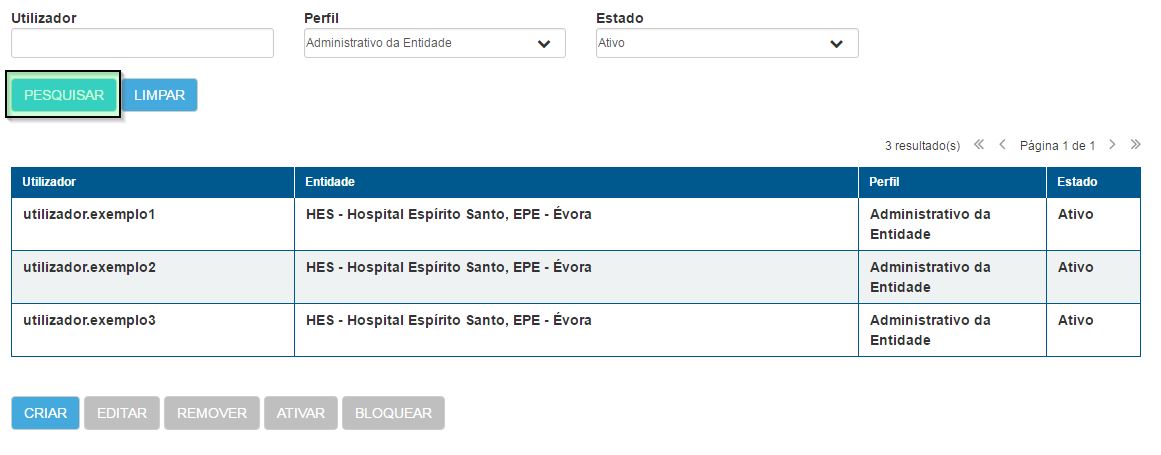 Utilizador Perfil Estado
Administrativo da Entidade Ativo
PESQUISAR LIMPAR
3 resultado(s) Página 1 de 1
Utilizador Entidade Perfil Estado
utilizador.exemplo1 HES - Hospital Espírito Santo, EPE - Évora Administrativo da Ativo
Entidade
utilizador.exemplo2 HES - Hospital Espírito Santo, EPE - Évora Administrativo da Ativo
Entidade
utilizador.exemplo3 HES - Hospital Espírito Santo, EPE - Évora Administrativo da Ativo
Entidade
CRIAR EDITAR REMOVER ATIVAR BLOQUEAR